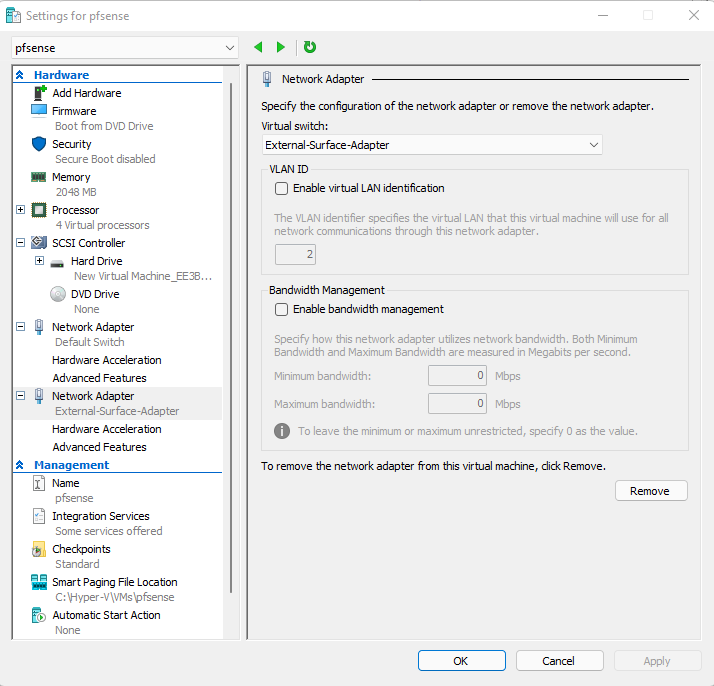 Settings for pfsense
pfsense
Hardware
Add Hardware
Firmware
Boot from DVD Drive
Security
Secure Boot disabled
Memory
2048 MB
Processor
4 Virtual processors
SCSI Controller
Hard Drive
New Virtual Machine_EE3B...
DVD Drive
None
Network Adapter
Default Switch
Hardware Acceleration
Advanced Features
Network Adapter
External-Surface-Adapter
Hardware Acceleration
Advanced Features
Management
Name
pfsense
Integration Services
Some services offered
Checkpoints
Standard
Smart Paging File Location
C:\Hyper-V\VMs\pfsense
Automatic Start Action
None
Network Adapter
Specify the configuration of the network adapter or remove the network adapter.
Virtual switch:
External-Surface-Adapter
VLAN ID
Enable virtual LAN identification
The VLAN identifier specifies the virtual LAN that this virtual machine will use for all
network communications through this network adapter.
2
Bandwidth Management
Enable bandwidth management
Specify how this network adapter utilizes network bandwidth. Both Minimum
Bandwidth and Maximum Bandwidth are measured in Megabits per second.
Minimum bandwidth: 0 Mbps
Maximum bandwidth: 0 Mbps
To leave the minimum or maximum unrestricted, specify 0 as the value.
To remove the network adapter from this virtual machine, click Remove.
Remove
OK Cancel Apply